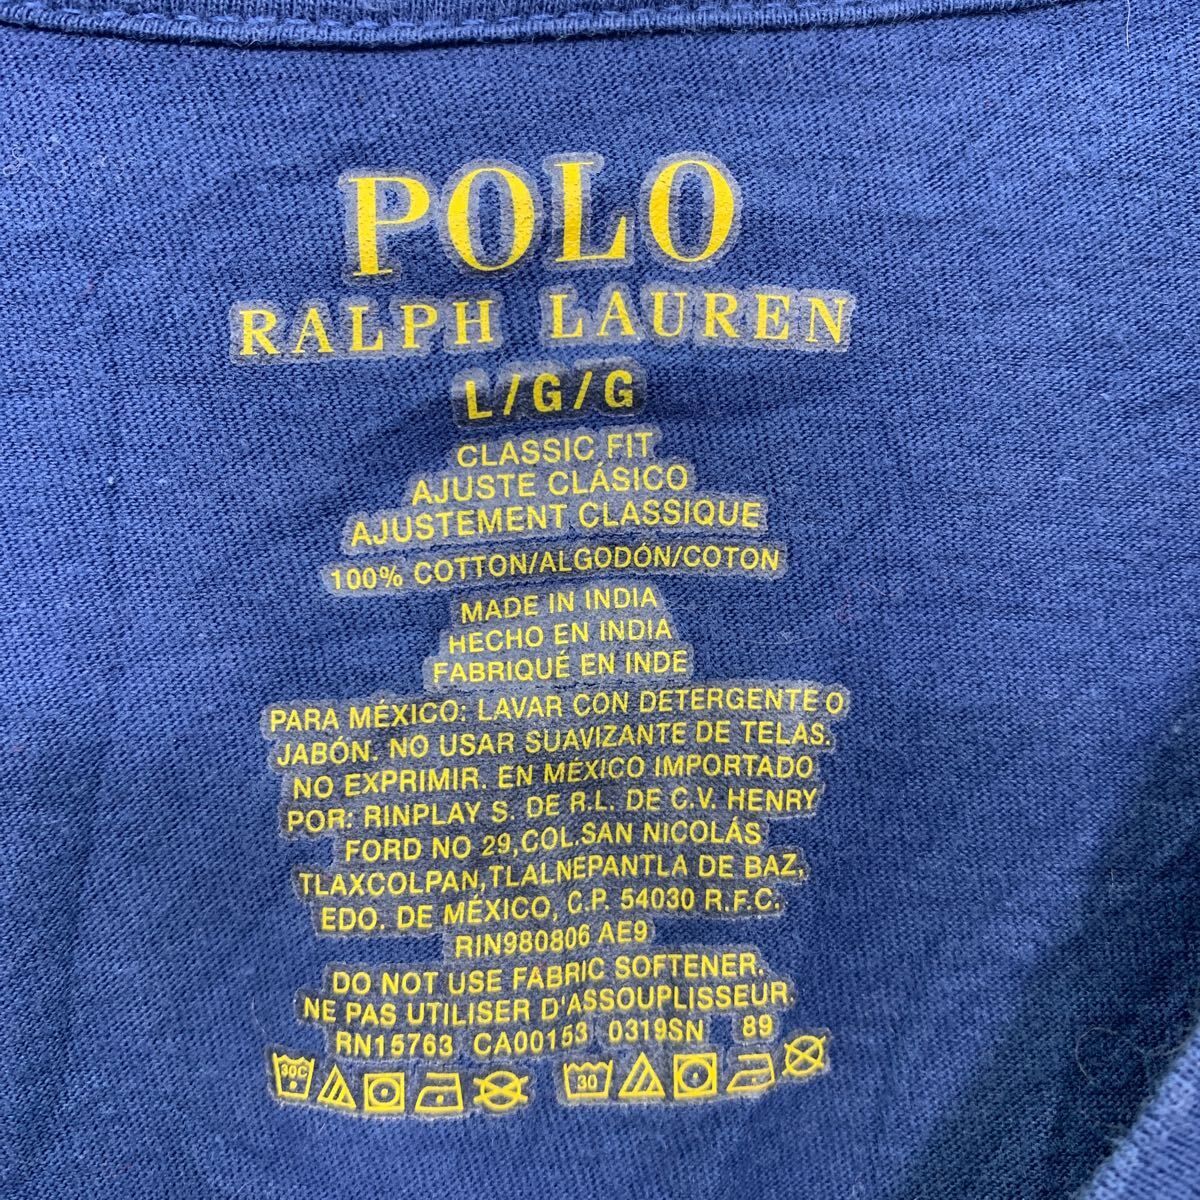 POLO
RALPH LAUREN
L/G/G
CLASSIC FIT
AJUSTE CLÁSICO
AJUSTEMENT CLASSIQUE
100% COTTON/ALGODÓN/COTON
MADE IN INDIA
HECHO EN INDIA
FABRIQUÉ EN INDE
PARA MÉXICO: LAVAR CON DETERGENTE O
JABÓN. NO USAR SUAVIZANTE DE TELAS.
NO EXPRIMIR. EN MÉXICO IMPORTADO
POR: RINPLAY S. DE R.L. DE C.V. HENRY
FORD NO 29,COL.SAN NICOLÁS
TLAXCOLPAN,TLALNEPANTLA DE BAZ,
EDO. DE MÉXICO, C.P. 54030 R.F.C.
RIN980806 AE9
DO NOT USE FABRIC SOFTENER.
NE PAS UTILISER D'ASSOUPLISSEUR.
RN15763 CA00153 0319SN 89
30C 30